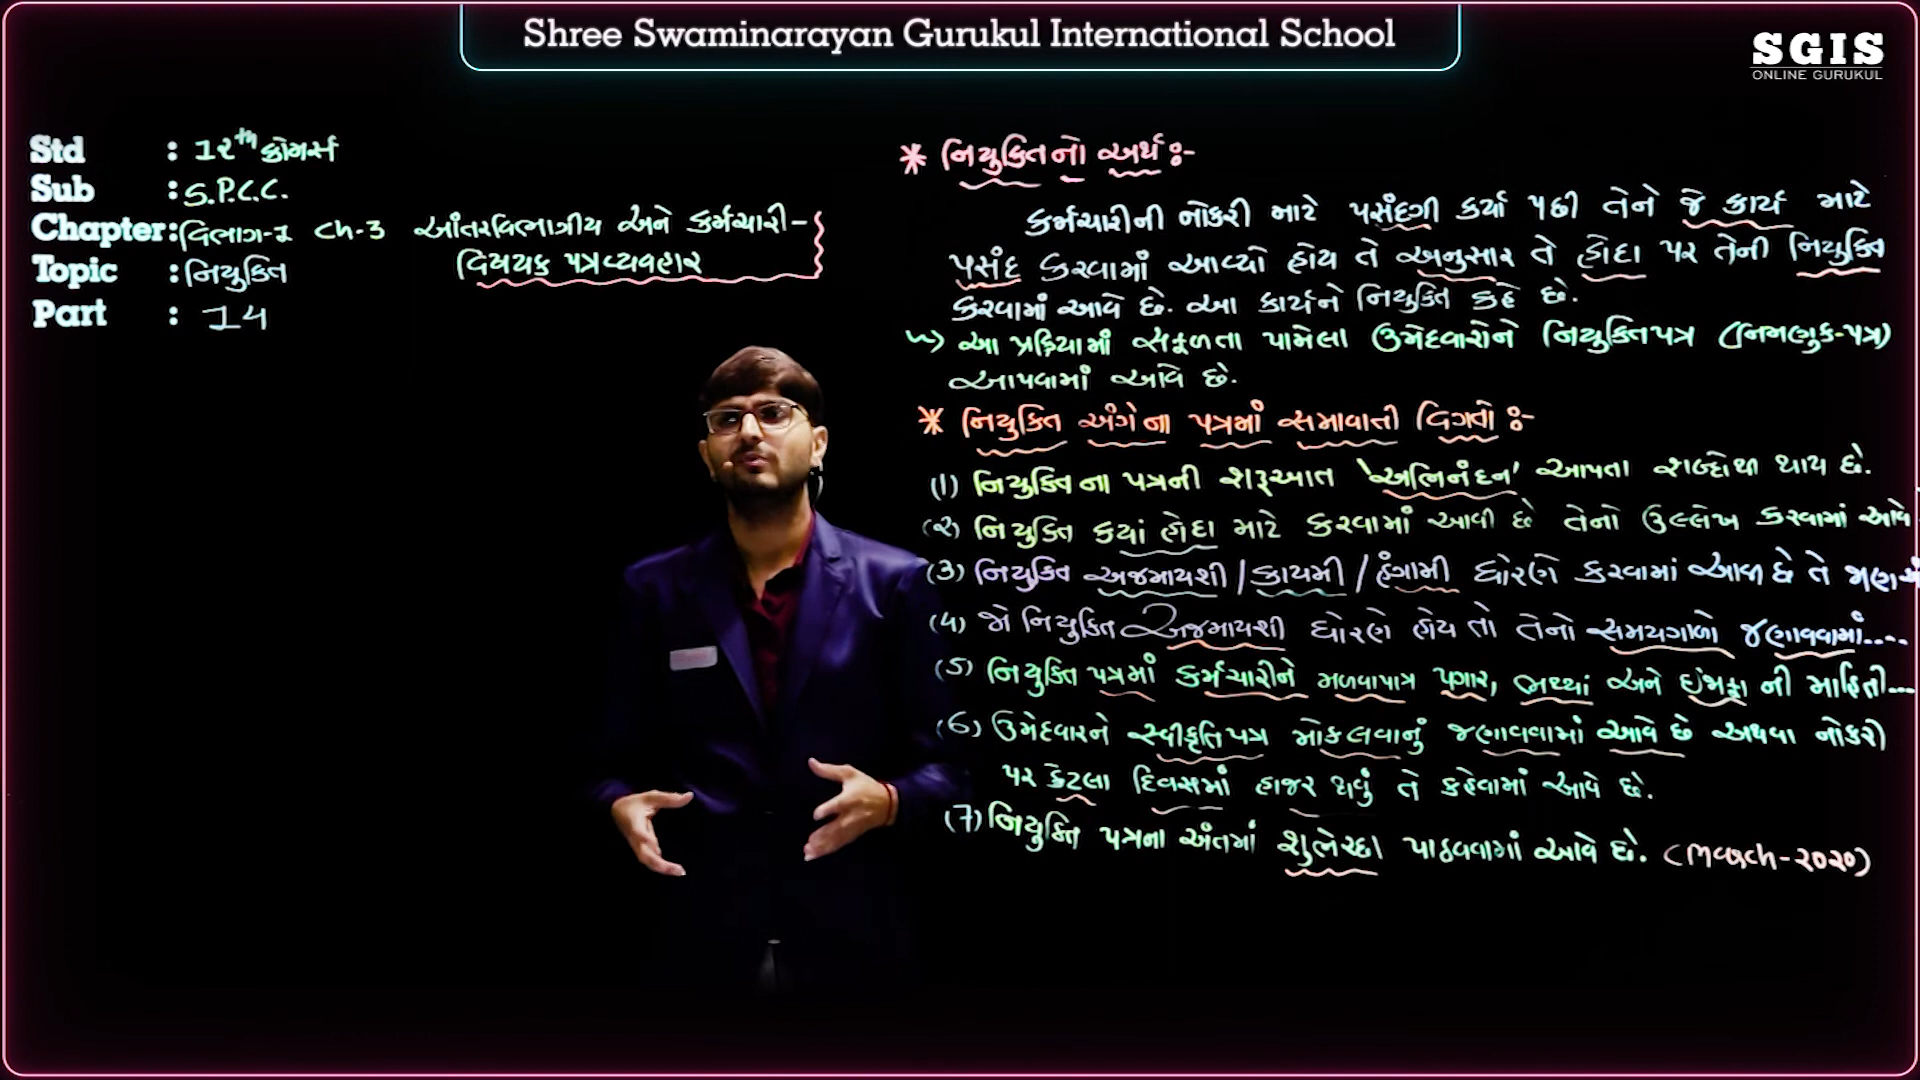 Shree Swaminarayan Gurukul International School
SGIS
ONLINE GURUKUL
Std : 12th કોમર્સ
Sub : S.P.C.C.
Chapter : વિભાગ-1 Ch-3 આંતરવિભાગીય અને કર્મચારી-
વિષયક પત્રવ્યવહાર
Topic : નિયુક્તિ
Part : 14
* નિયુક્તિનો અર્થ :-
કર્મચારીની નોકરી માટે પસંદગી કર્યા પછી તેને જે કાર્ય માટે
પસંદ કરવામાં આવ્યો હોય તે અનુસાર તે હોદા પર તેની નિયુક્તિ
કરવામાં આવે છે. આ કાર્યને નિયુક્તિ કહે છે.
આ પ્રક્રિયામાં સફળતા પામેલા ઉમેદવારોને નિયુક્તિપત્ર (નિમણુક-પત્ર)
આપવામાં આવે છે.
* નિયુક્તિ અંગેના પત્રમાં સમાવાતી વિગતો :-
(1) નિયુક્તિના પત્રની શરૂઆત 'અભિનંદન' આપતા શબ્દોથી થાય છે.
(૨) નિયુક્તિ કયાં હોદા માટે કરવામાં આવી છે તેનો ઉલ્લેખ કરવામાં આવે
(3) નિયુક્તિ અજમાયશી / કાયમી / હંગામી ધોરણે કરવામાં આવી છે તે
(4) જો નિયુક્તિ અજમાયશી ધોરણે હોય તો તેનો સમયગાળો જણાવવામાં....
(5) નિયુક્તિ પત્રમાં કર્મચારીને મળવાપાત્ર પગાર, ભથ્થાં અને ઈજાફા ની માહિતી...
(6) ઉમેદવારને સ્વીકૃતિપત્ર મોકલવાનું જણાવવામાં આવે છે અથવા નોકરી
પર કેટલા દિવસમાં હાજર થવું તે કહેવામાં આવે છે.
(7) નિયુક્તિ પત્રના અંતમાં શુભેચ્છા પાઠવવામાં આવે છે. (March-૨૦૨૦)